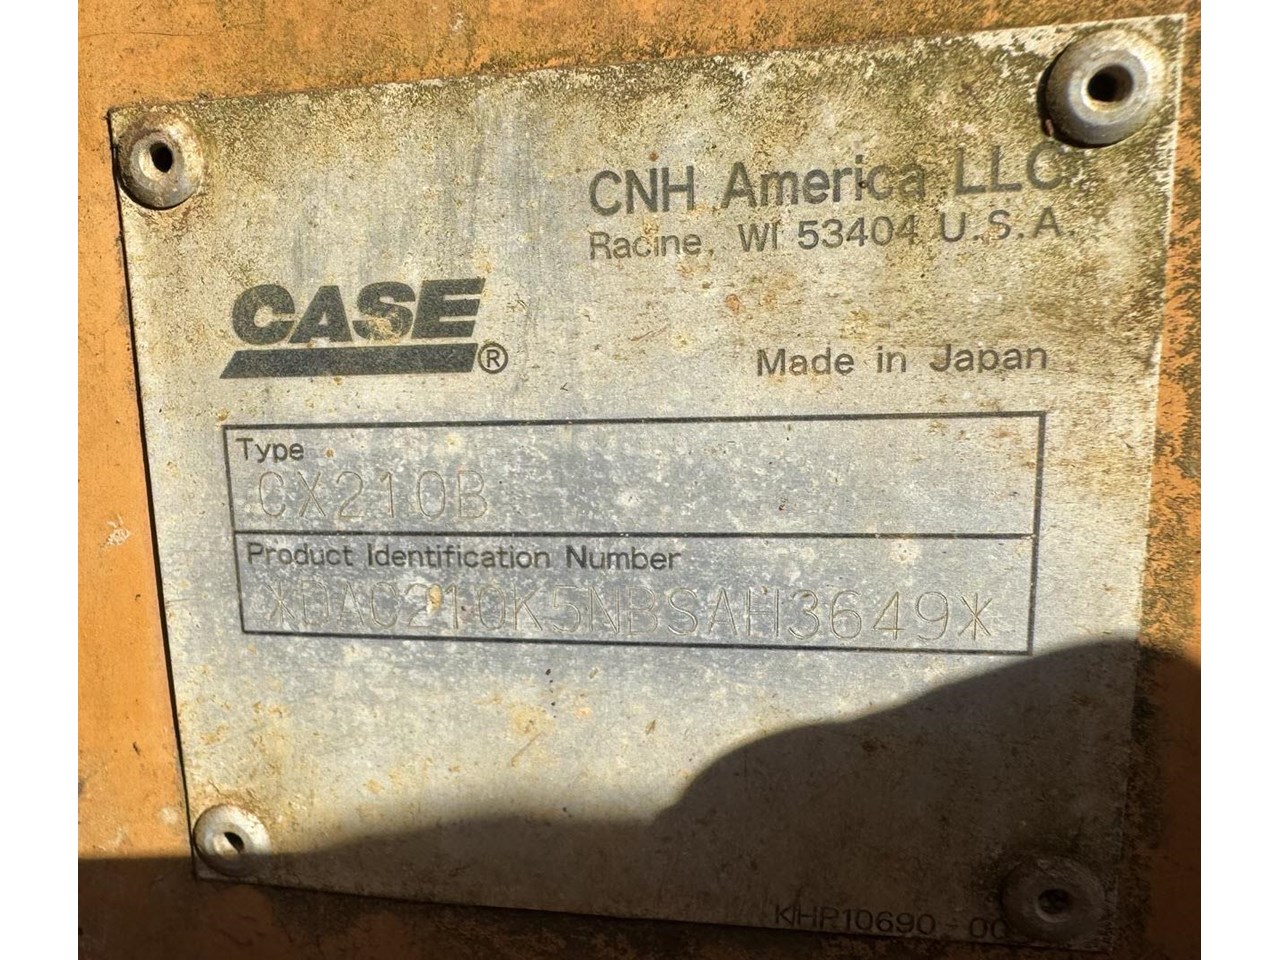 CNH America LLC
Racine, WI 53404 U.S.A.
CASE®
Made in Japan
Type
CX210B
Product Identification Number
*DAC210K5NBSAH3649*
KHP10690-00